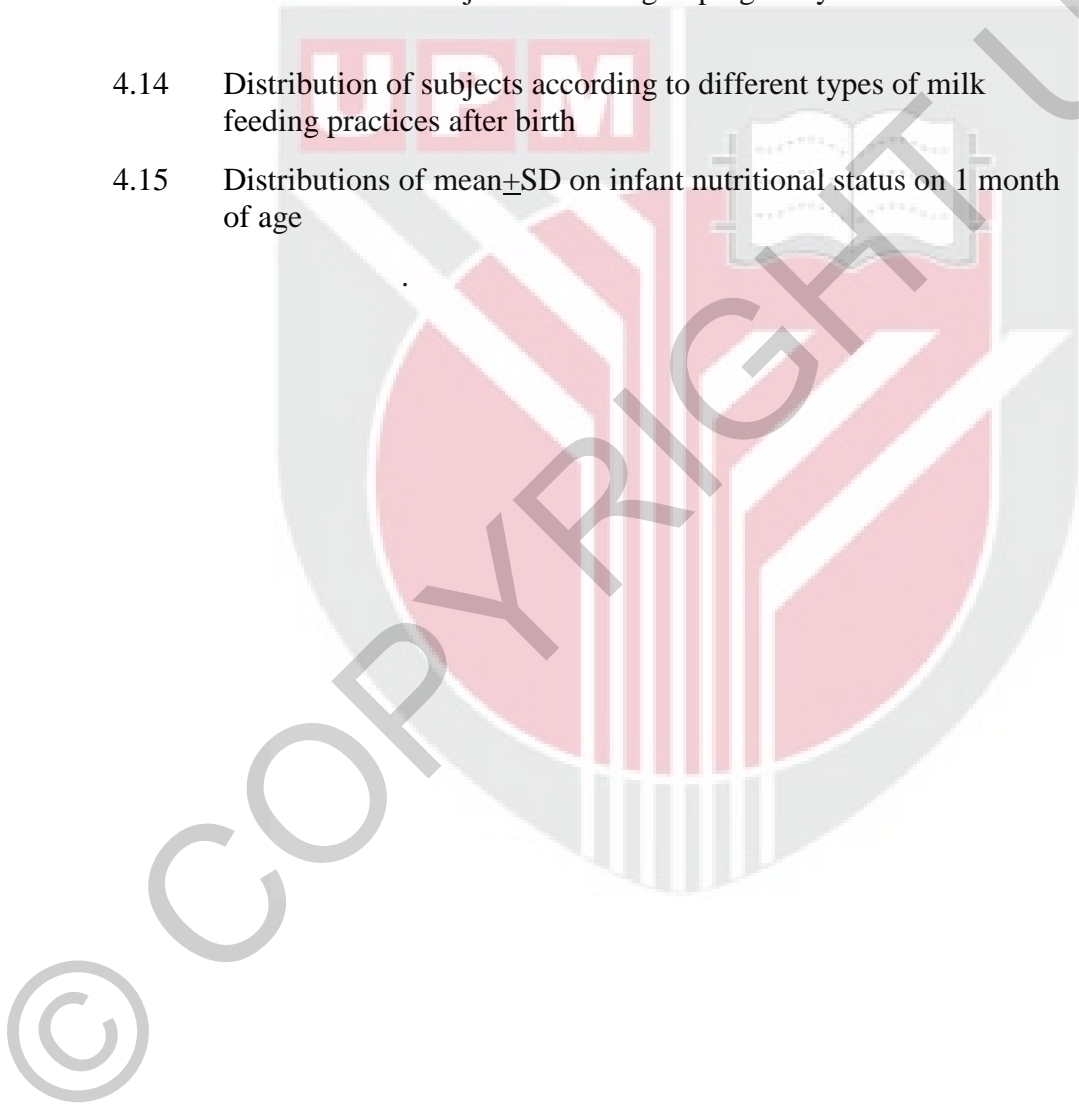 4.14 Distribution of subjects according to different types of milk
feeding practices after birth
4.15 Distributions of mean±SD on infant nutritional status on 1 month
of age
.
UPM
© COPYRIGHT U